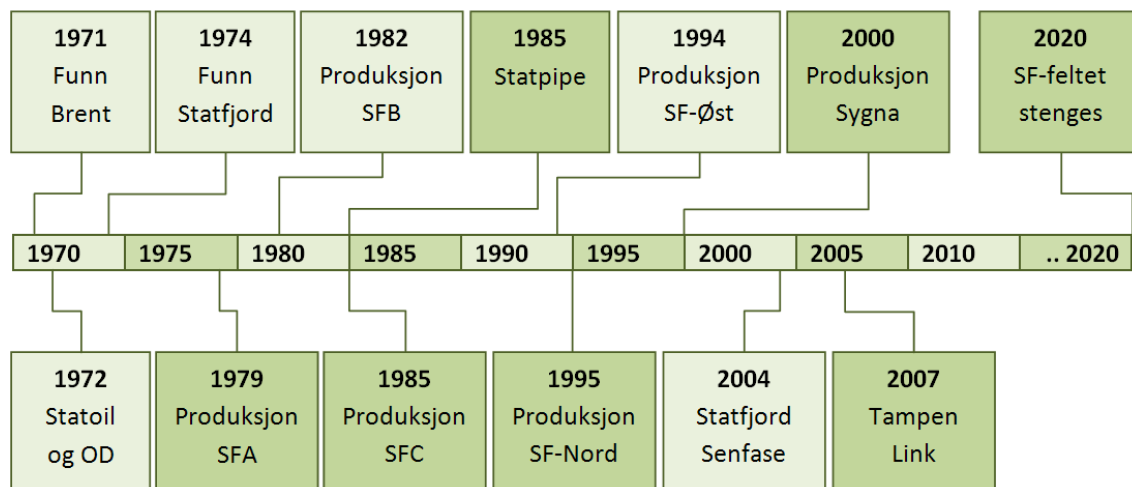 1971
Funn
Brent
1974
Funn
Statfjord
1982
Produksjon
SFB
1985
Statpipe
1994
Produksjon
SF-Øst
2000
Produksjon
Sygna
2020
SF-feltet
stenges
1970 1975 1980 1985 1990 1995 2000 2005 2010 .. 2020
1972
Statoil
og OD
1979
Produksjon
SFA
1985
Produksjon
SFC
1995
Produksjon
SF-Nord
2004
Statfjord
Senfase
2007
Tampen
Link